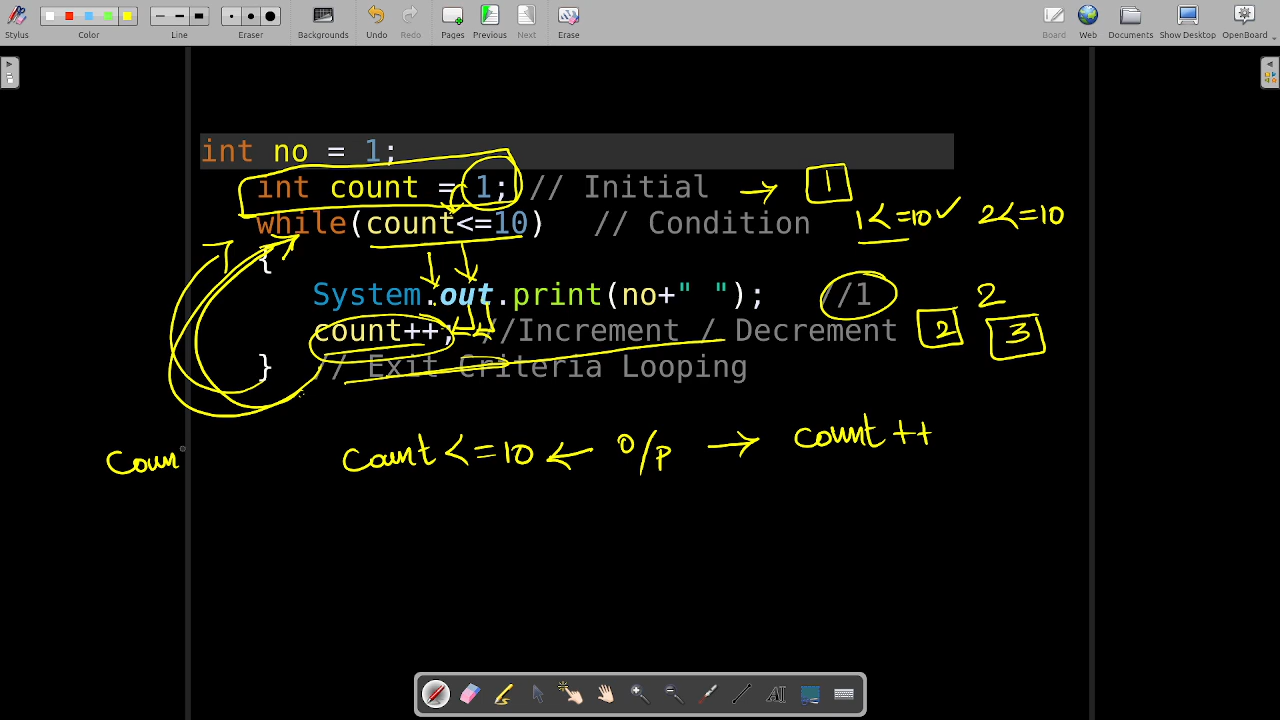 Stylus Color Line Eraser Backgrounds Undo Redo Pages Previous Next Erase Board Web Documents Show Desktop OpenBoard
int no = 1;
int count = 1; // Initial → 1
while(count<=10) // Condition 1<=10✓ 2<=10
{
System.out.print(no+" "); //1 2
count++; //Increment / Decrement 2 3
} // Exit Criteria Looping
Coun count<=10 ← O/p → count++
AI